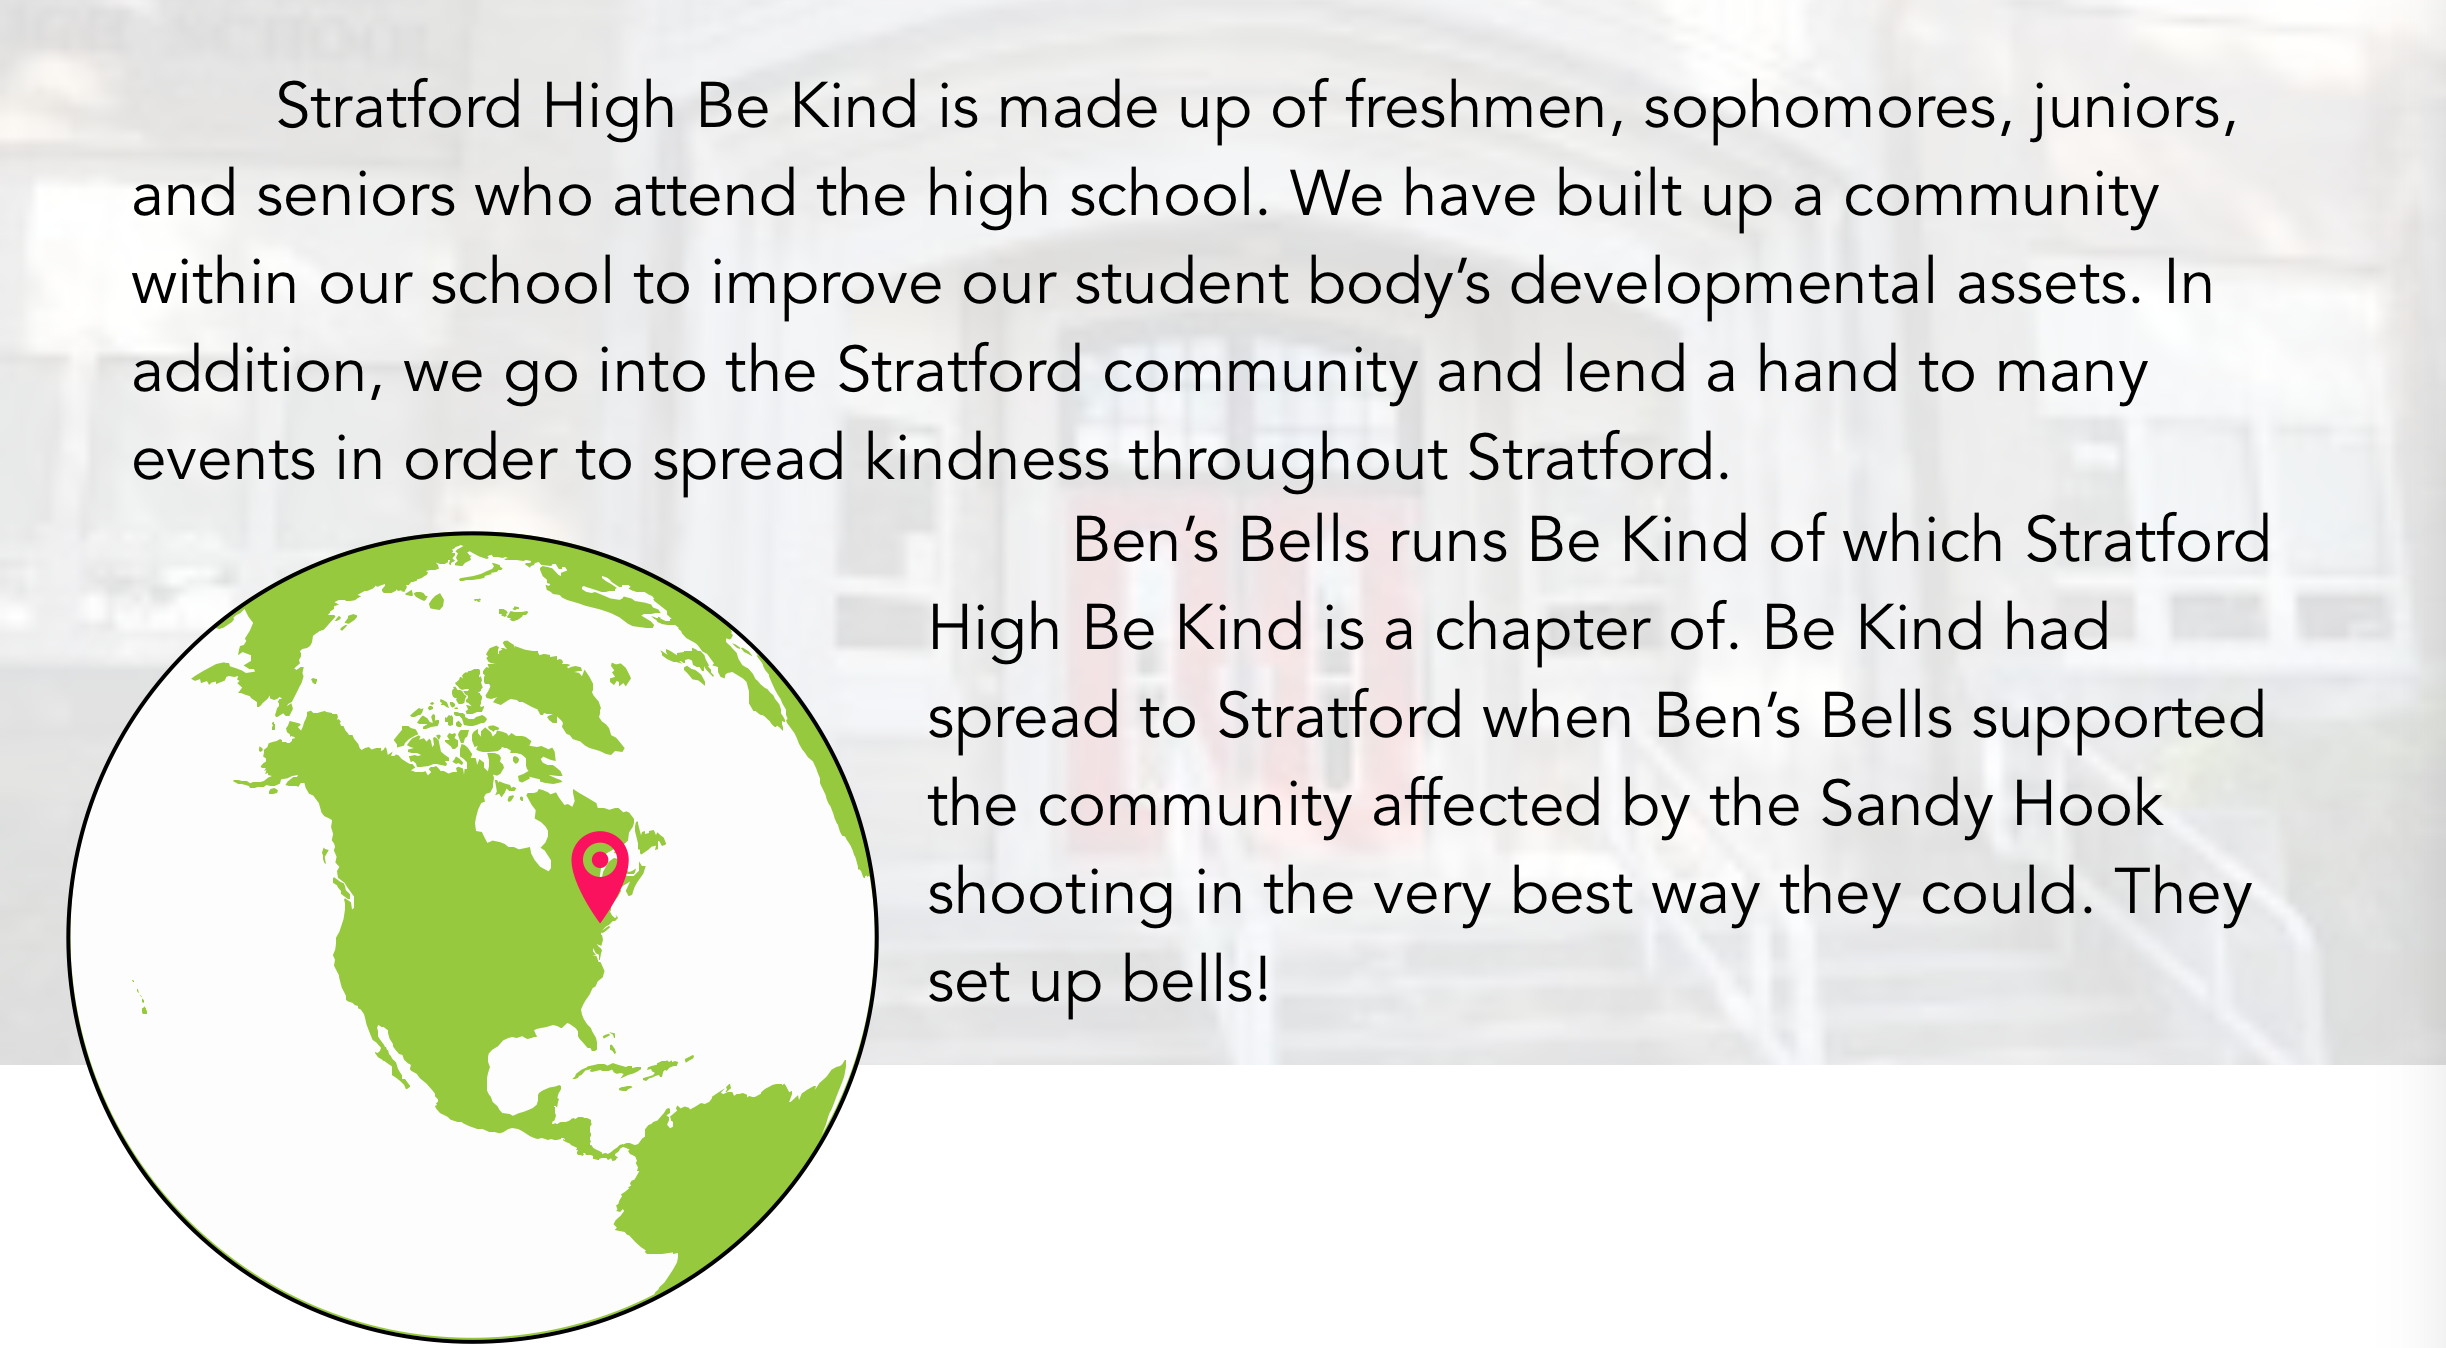 HIGH SCHOOL
Stratford High Be Kind is made up of freshmen, sophomores, juniors,
and seniors who attend the high school. We have built up a community
within our school to improve our student body’s developmental assets. In
addition, we go into the Stratford community and lend a hand to many
events in order to spread kindness throughout Stratford.
Ben’s Bells runs Be Kind of which Stratford
High Be Kind is a chapter of. Be Kind had
spread to Stratford when Ben’s Bells supported
the community affected by the Sandy Hook
shooting in the very best way they could. They
set up bells!